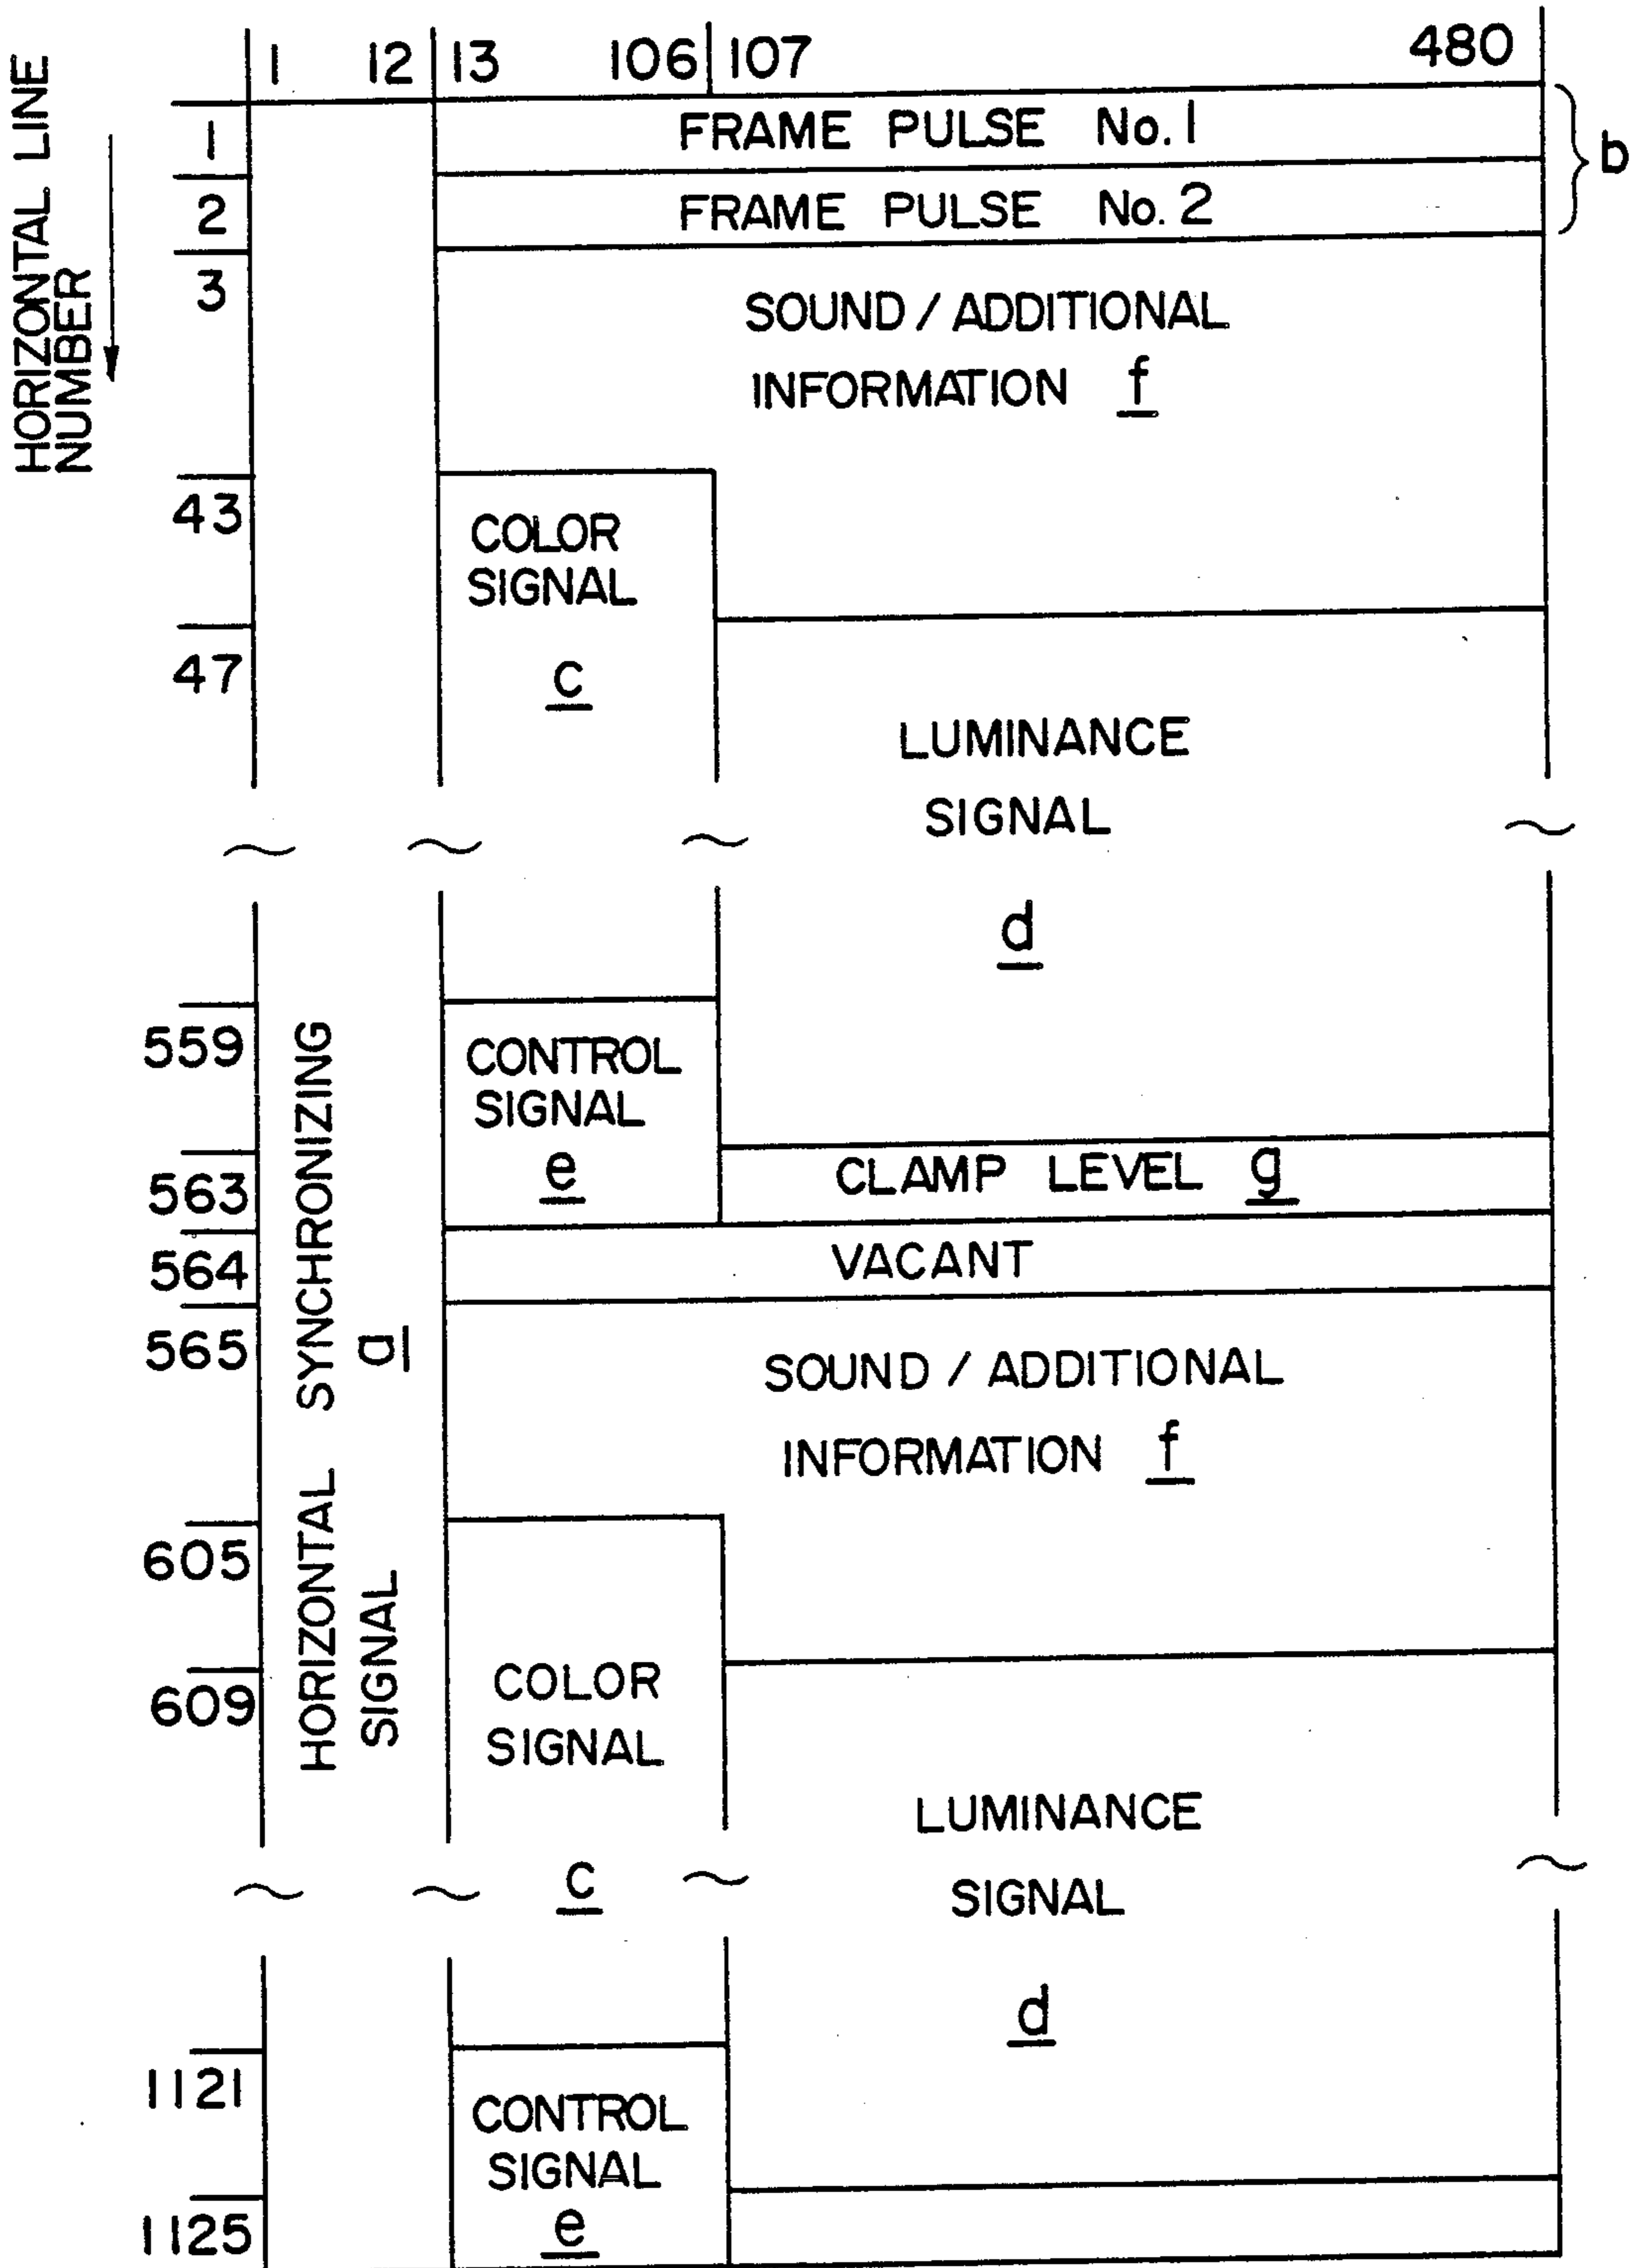 1 12 13 106 107 480
HORIZONTAL LINE
NUMBER
1 FRAME PULSE No. 1
b
2 FRAME PULSE No. 2
3
SOUND / ADDITIONAL
INFORMATION f
43
COLOR
SIGNAL
c
47
LUMINANCE
SIGNAL
d
559
CONTROL
SIGNAL
e
563
CLAMP LEVEL g
564
VACANT
565
HORIZONTAL SYNCHRONIZING
SIGNAL a
SOUND / ADDITIONAL
INFORMATION f
605
609
COLOR
SIGNAL
c
LUMINANCE
SIGNAL
d
1121
CONTROL
SIGNAL
e
1125